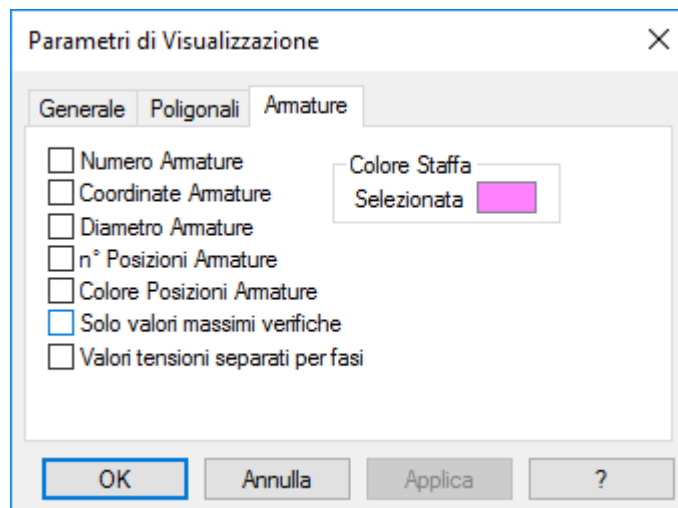 Parametri di Visualizzazione
Generale Poligonali Armature
Numero Armature
Coordinate Armature
Diametro Armature
n° Posizioni Armature
Colore Posizioni Armature
Solo valori massimi verifiche
Valori tensioni separati per fasi
Colore Staffa
Selezionata
OK Annulla Applica ?